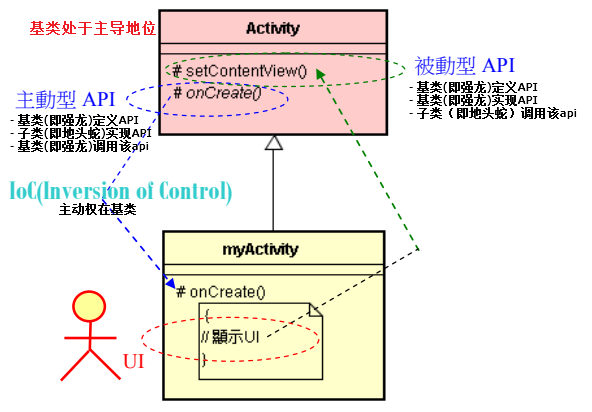 基类处于主导地位
Activity
# setContentView()
# onCreate()
主動型 API
- 基类(即强龙)定义API
- 子类(即地头蛇)实现API
- 基类(即强龙)调用该api
被動型 API
- 基类(即强龙)定义API
- 基类(即强龙)实现API
- 子类（即地头蛇）调用该api
IoC(Inversion of Control)
主动权在基类
myActivity
# onCreate()
{
// 顯示UI
}
UI